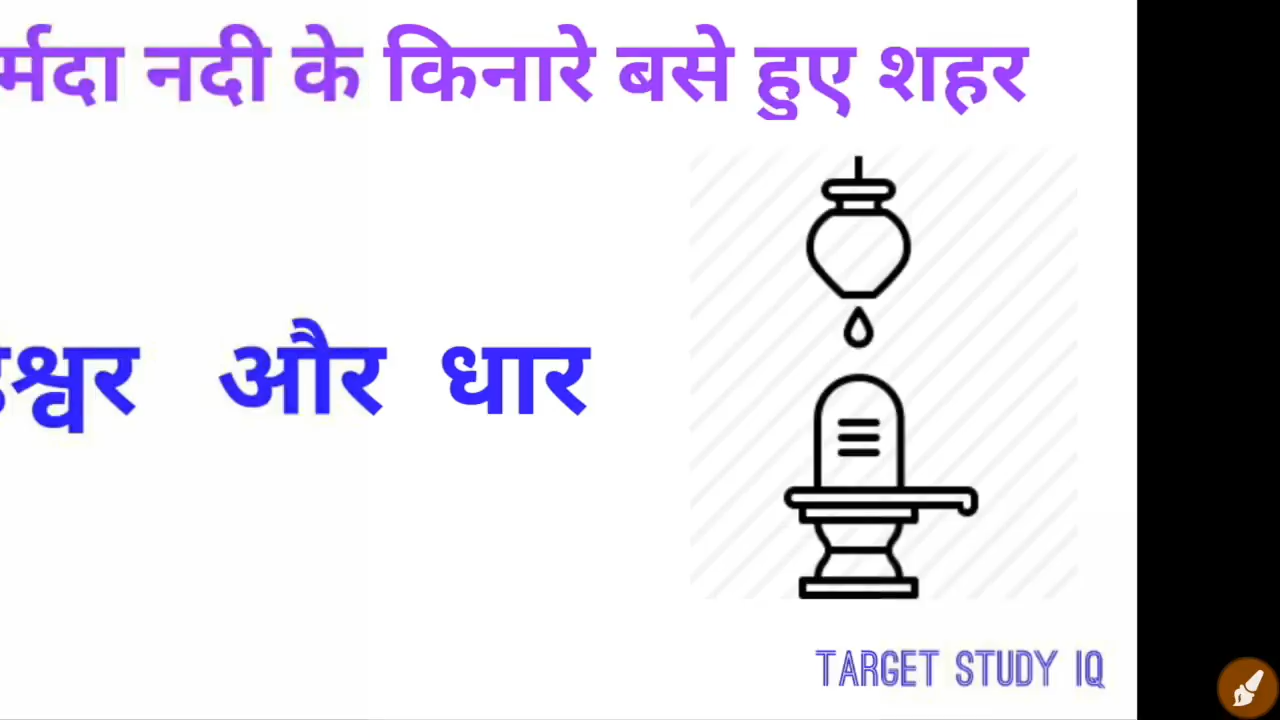 र्मदा नदी के किनारे बसे हुए शहर
श्वर और धार
TARGET STUDY IQ